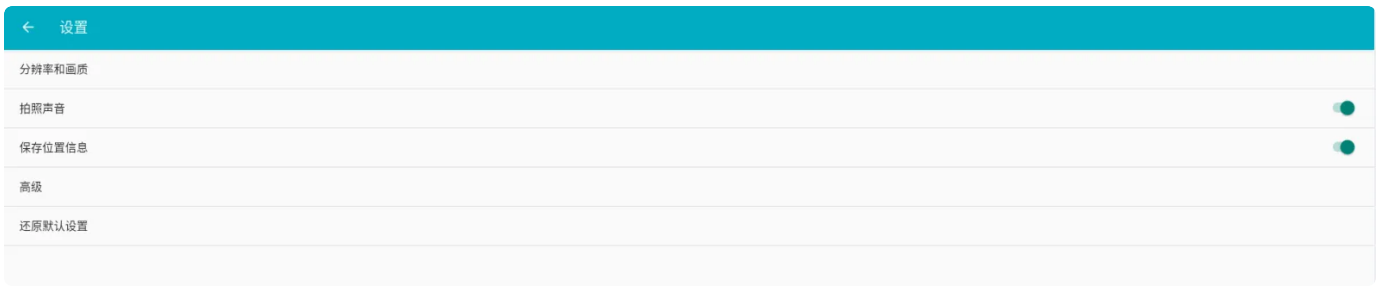 设置
分辨率和画质
拍照声音
保存位置信息
高级
还原默认设置